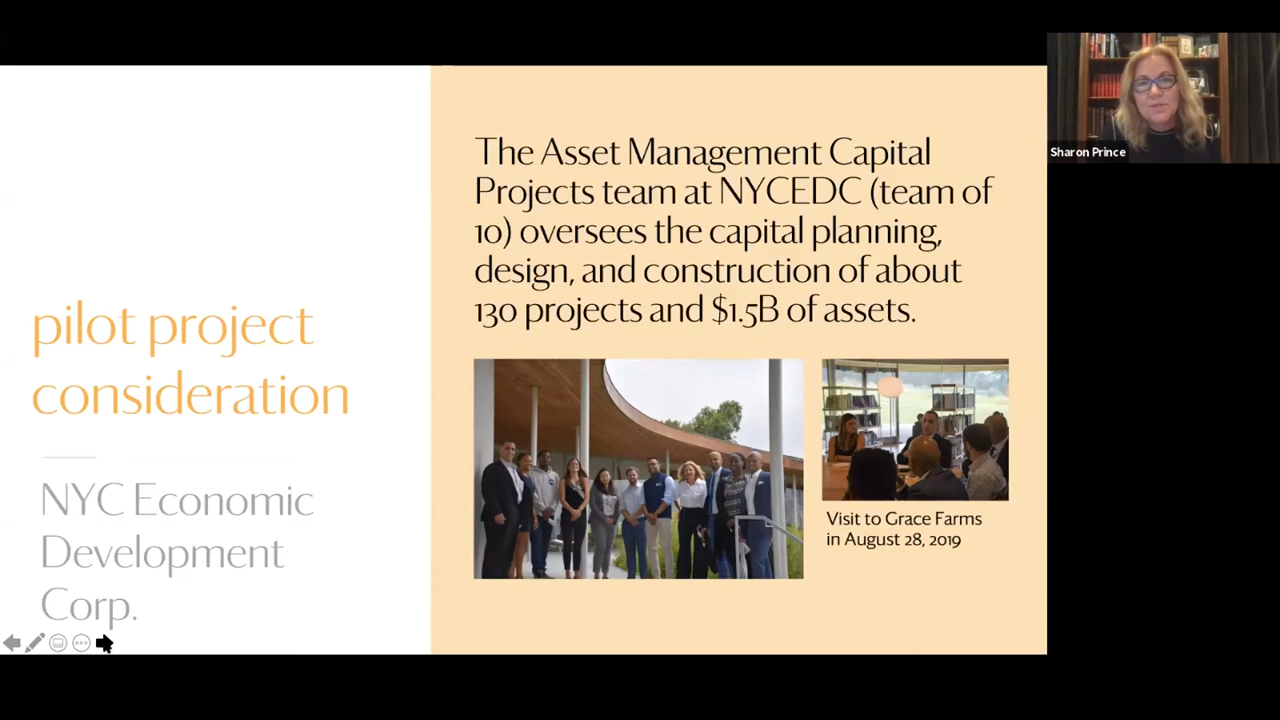 pilot project
consideration
NYC Economic
Development
Corp.
The Asset Management Capital
Projects team at NYCEDC (team of
10) oversees the capital planning,
design, and construction of about
130 projects and $1.5B of assets.
Visit to Grace Farms
in August 28, 2019
Sharon Prince